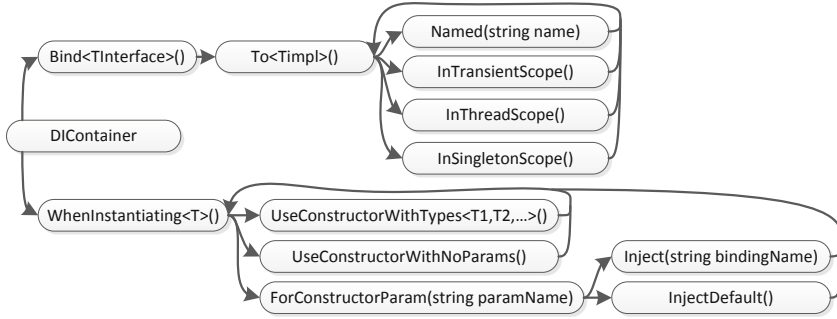 Bind<TInterface>()
To<Timpl>()
Named(string name)
InTransientScope()
InThreadScope()
InSingletonScope()
DIContainer
WhenInstantiating<T>()
UseConstructorWithTypes<T1,T2,...>()
UseConstructorWithNoParams()
ForConstructorParam(string paramName)
Inject(string bindingName)
InjectDefault()